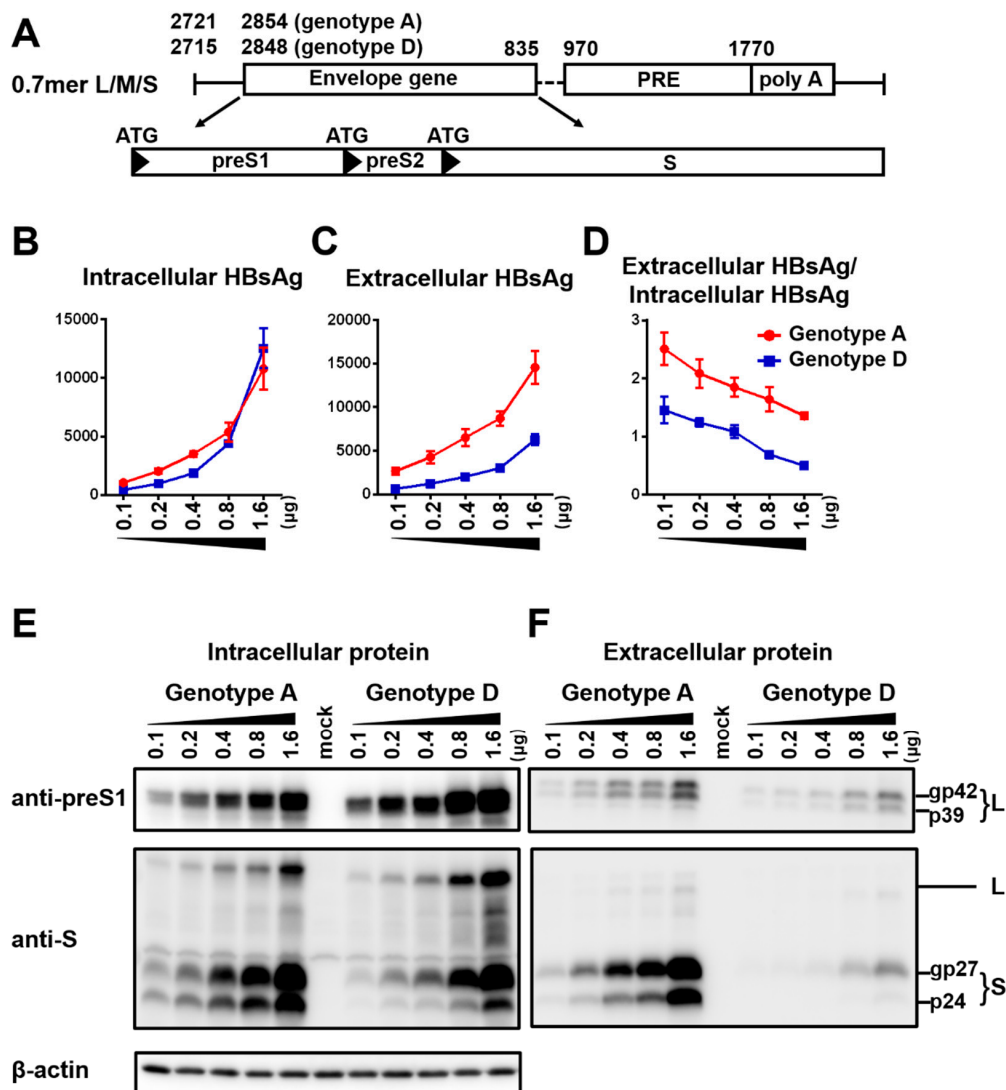 A
2721 2854 (genotype A)
2715 2848 (genotype D) 835 970 1770
0.7mer L/M/S Envelope gene PRE poly A
ATG ATG ATG
preS1 preS2 S
B C D
Intracellular HBsAg Extracellular HBsAg Extracellular HBsAg/
Intracellular HBsAg
15000 20000 3
Genotype A
Genotype D
15000
10000 2
10000
5000 1
5000
0 0 0
0.1 0.2 0.4 0.8 1.6 (μg) 0.1 0.2 0.4 0.8 1.6 (μg) 0.1 0.2 0.4 0.8 1.6 (μg)
E F
Intracellular protein Extracellular protein
Genotype A mock Genotype D Genotype A mock Genotype D
0.1 0.2 0.4 0.8 1.6 0.1 0.2 0.4 0.8 1.6 (μg) 0.1 0.2 0.4 0.8 1.6 0.1 0.2 0.4 0.8 1.6 (μg)
anti-preS1 gp42 }L
p39
L
anti-S
gp27 }S
p24
β-actin